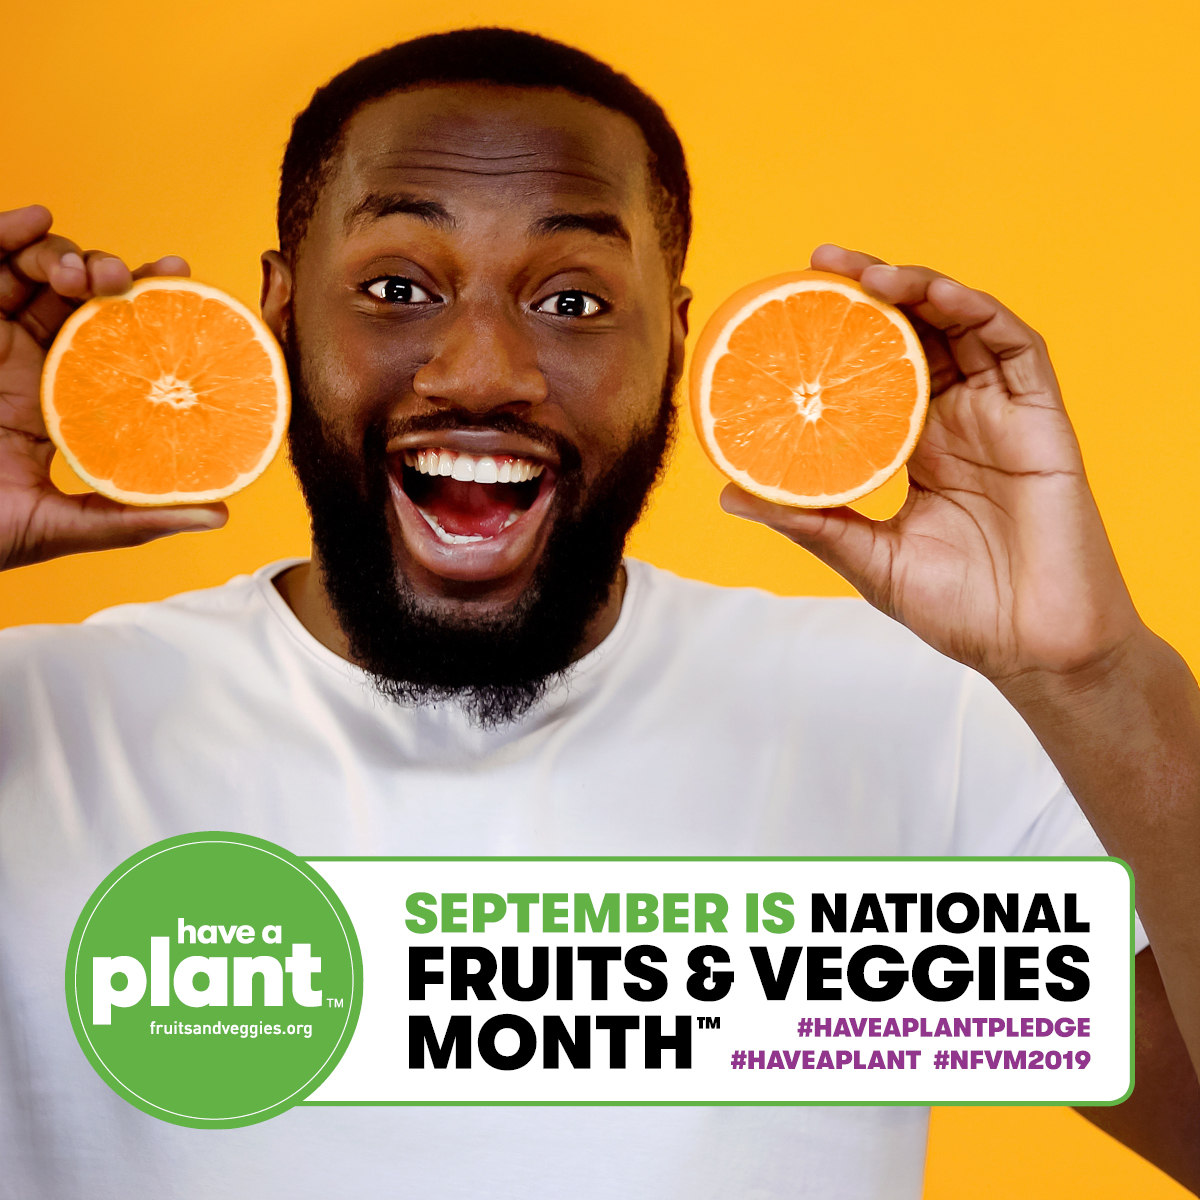 have a
plant™
fruitsandveggies.org
SEPTEMBER IS NATIONAL
FRUITS & VEGGIES
MONTH™
#HAVEAPLANTPLEDGE
#HAVEAPLANT #NFVM2019